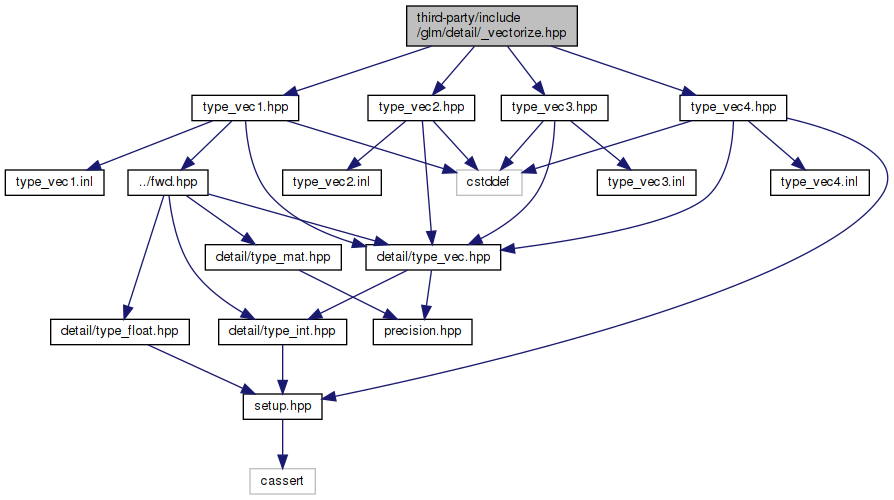 third-party/include
/glm/detail/_vectorize.hpp
type_vec1.hpp
type_vec2.hpp
type_vec3.hpp
type_vec4.hpp
type_vec1.inl
../fwd.hpp
type_vec2.inl
cstddef
type_vec3.inl
type_vec4.inl
detail/type_mat.hpp
detail/type_vec.hpp
detail/type_float.hpp
detail/type_int.hpp
precision.hpp
setup.hpp
cassert